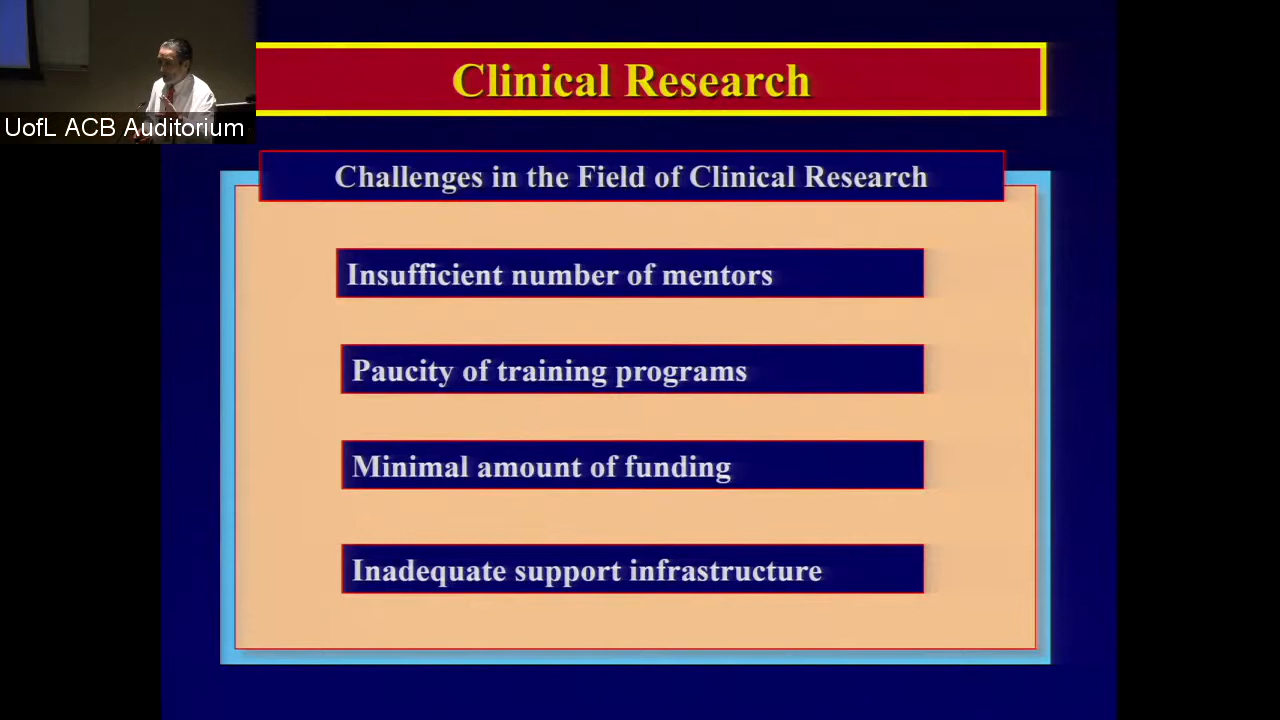 Clinical Research
UofL ACB Auditorium
Challenges in the Field of Clinical Research
Insufficient number of mentors
Paucity of training programs
Minimal amount of funding
Inadequate support infrastructure